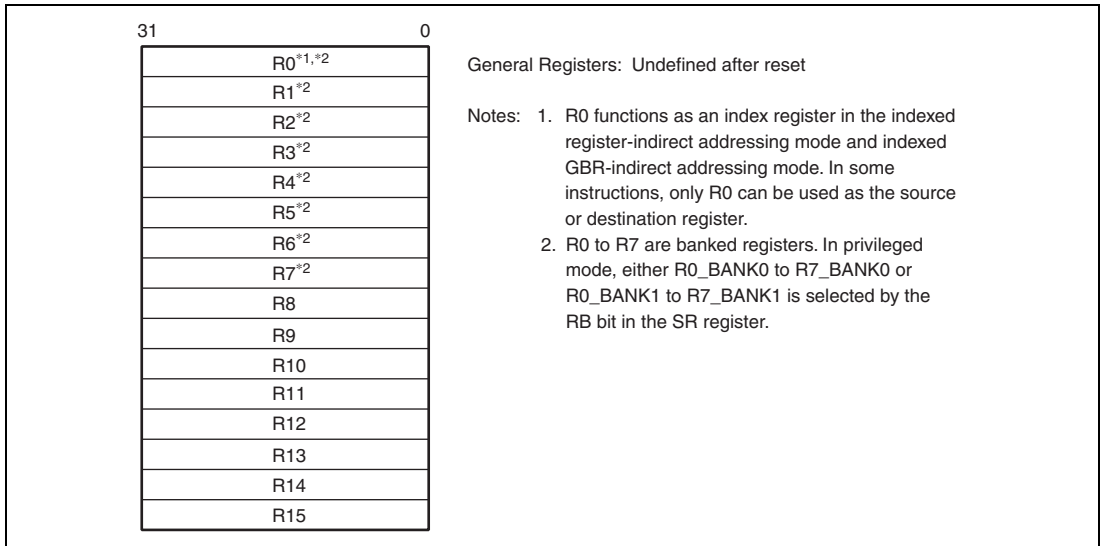 31 0
R0*1,*2
R1*2
R2*2
R3*2
R4*2
R5*2
R6*2
R7*2
R8
R9
R10
R11
R12
R13
R14
R15
General Registers: Undefined after reset
Notes: 1. R0 functions as an index register in the indexed
register-indirect addressing mode and indexed
GBR-indirect addressing mode. In some
instructions, only R0 can be used as the source
or destination register.
2. R0 to R7 are banked registers. In privileged
mode, either R0_BANK0 to R7_BANK0 or
R0_BANK1 to R7_BANK1 is selected by the
RB bit in the SR register.